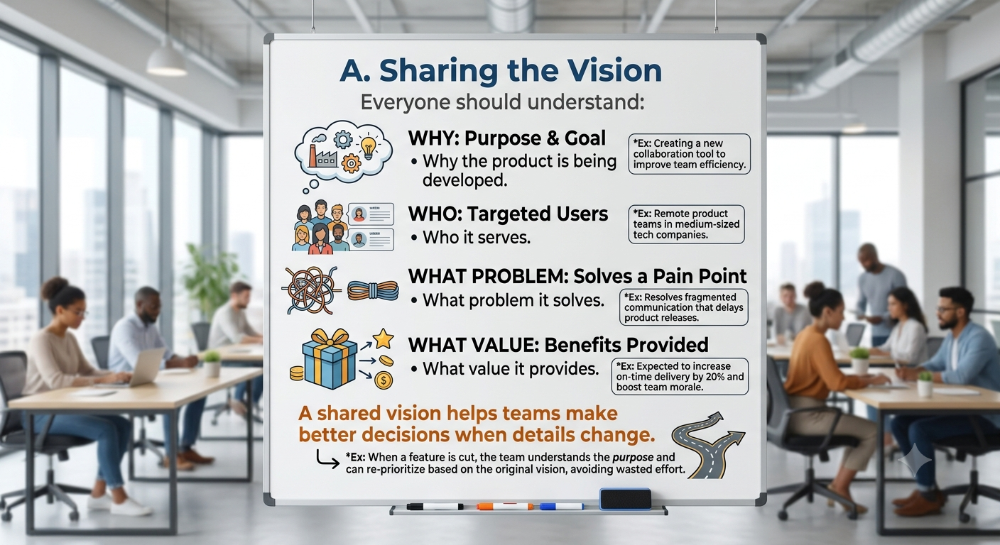 A. Sharing the Vision
Everyone should understand:
WHY: Purpose & Goal
• Why the product is being
developed.
*Ex: Creating a new
collaboration tool to
improve team efficiency.
WHO: Targeted Users
• Who it serves.
*Ex: Remote product
teams in medium-sized
tech companies.
WHAT PROBLEM: Solves a Pain Point
• What problem it solves.
*Ex: Resolves fragmented
communication that delays
product releases.
WHAT VALUE: Benefits Provided
• What value it provides.
*Ex: Expected to increase
on-time delivery by 20% and
boost team morale.
A shared vision helps teams make
better decisions when details change.
*Ex: When a feature is cut, the team understands the purpose and
can re-prioritize based on the original vision, avoiding wasted effort.